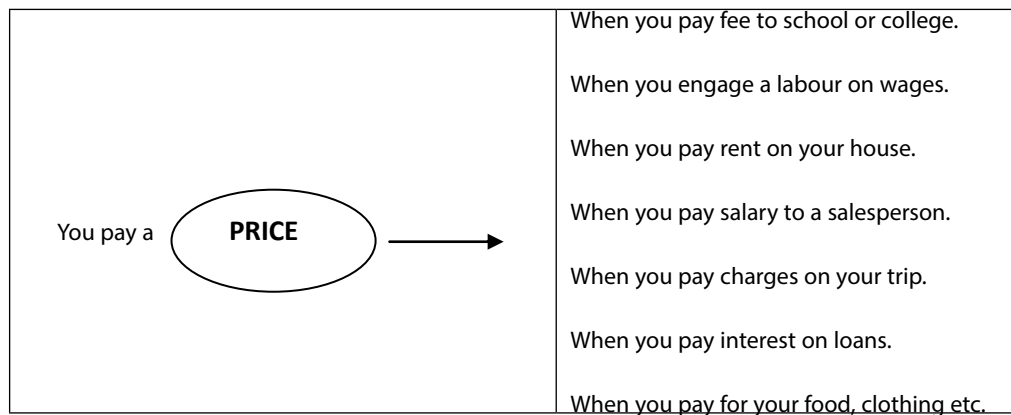 You pay a PRICE
When you pay fee to school or college.
When you engage a labour on wages.
When you pay rent on your house.
When you pay salary to a salesperson.
When you pay charges on your trip.
When you pay interest on loans.
When you pay for your food, clothing etc.